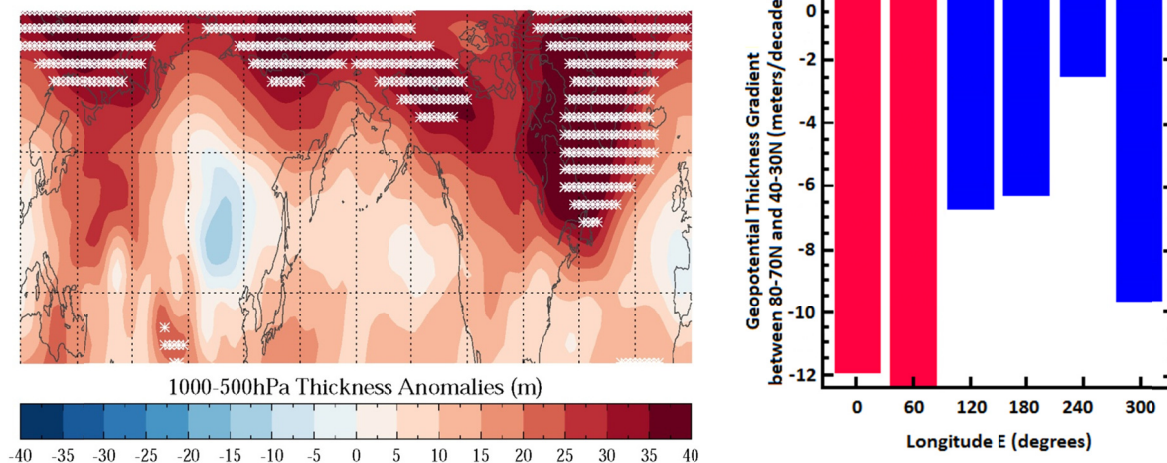 1000-500hPa Thickness Anomalies (m)
-40 -35 -30 -25 -20 -15 -10 -5 0 5 10 15 20 25 30 35 40
Geopotential Thickness Gradient
between 80-70N and 40-30N (meters/decade
0
-2
-4
-6
-8
-10
-12
0 60 120 180 240 300
Longitude E (degrees)